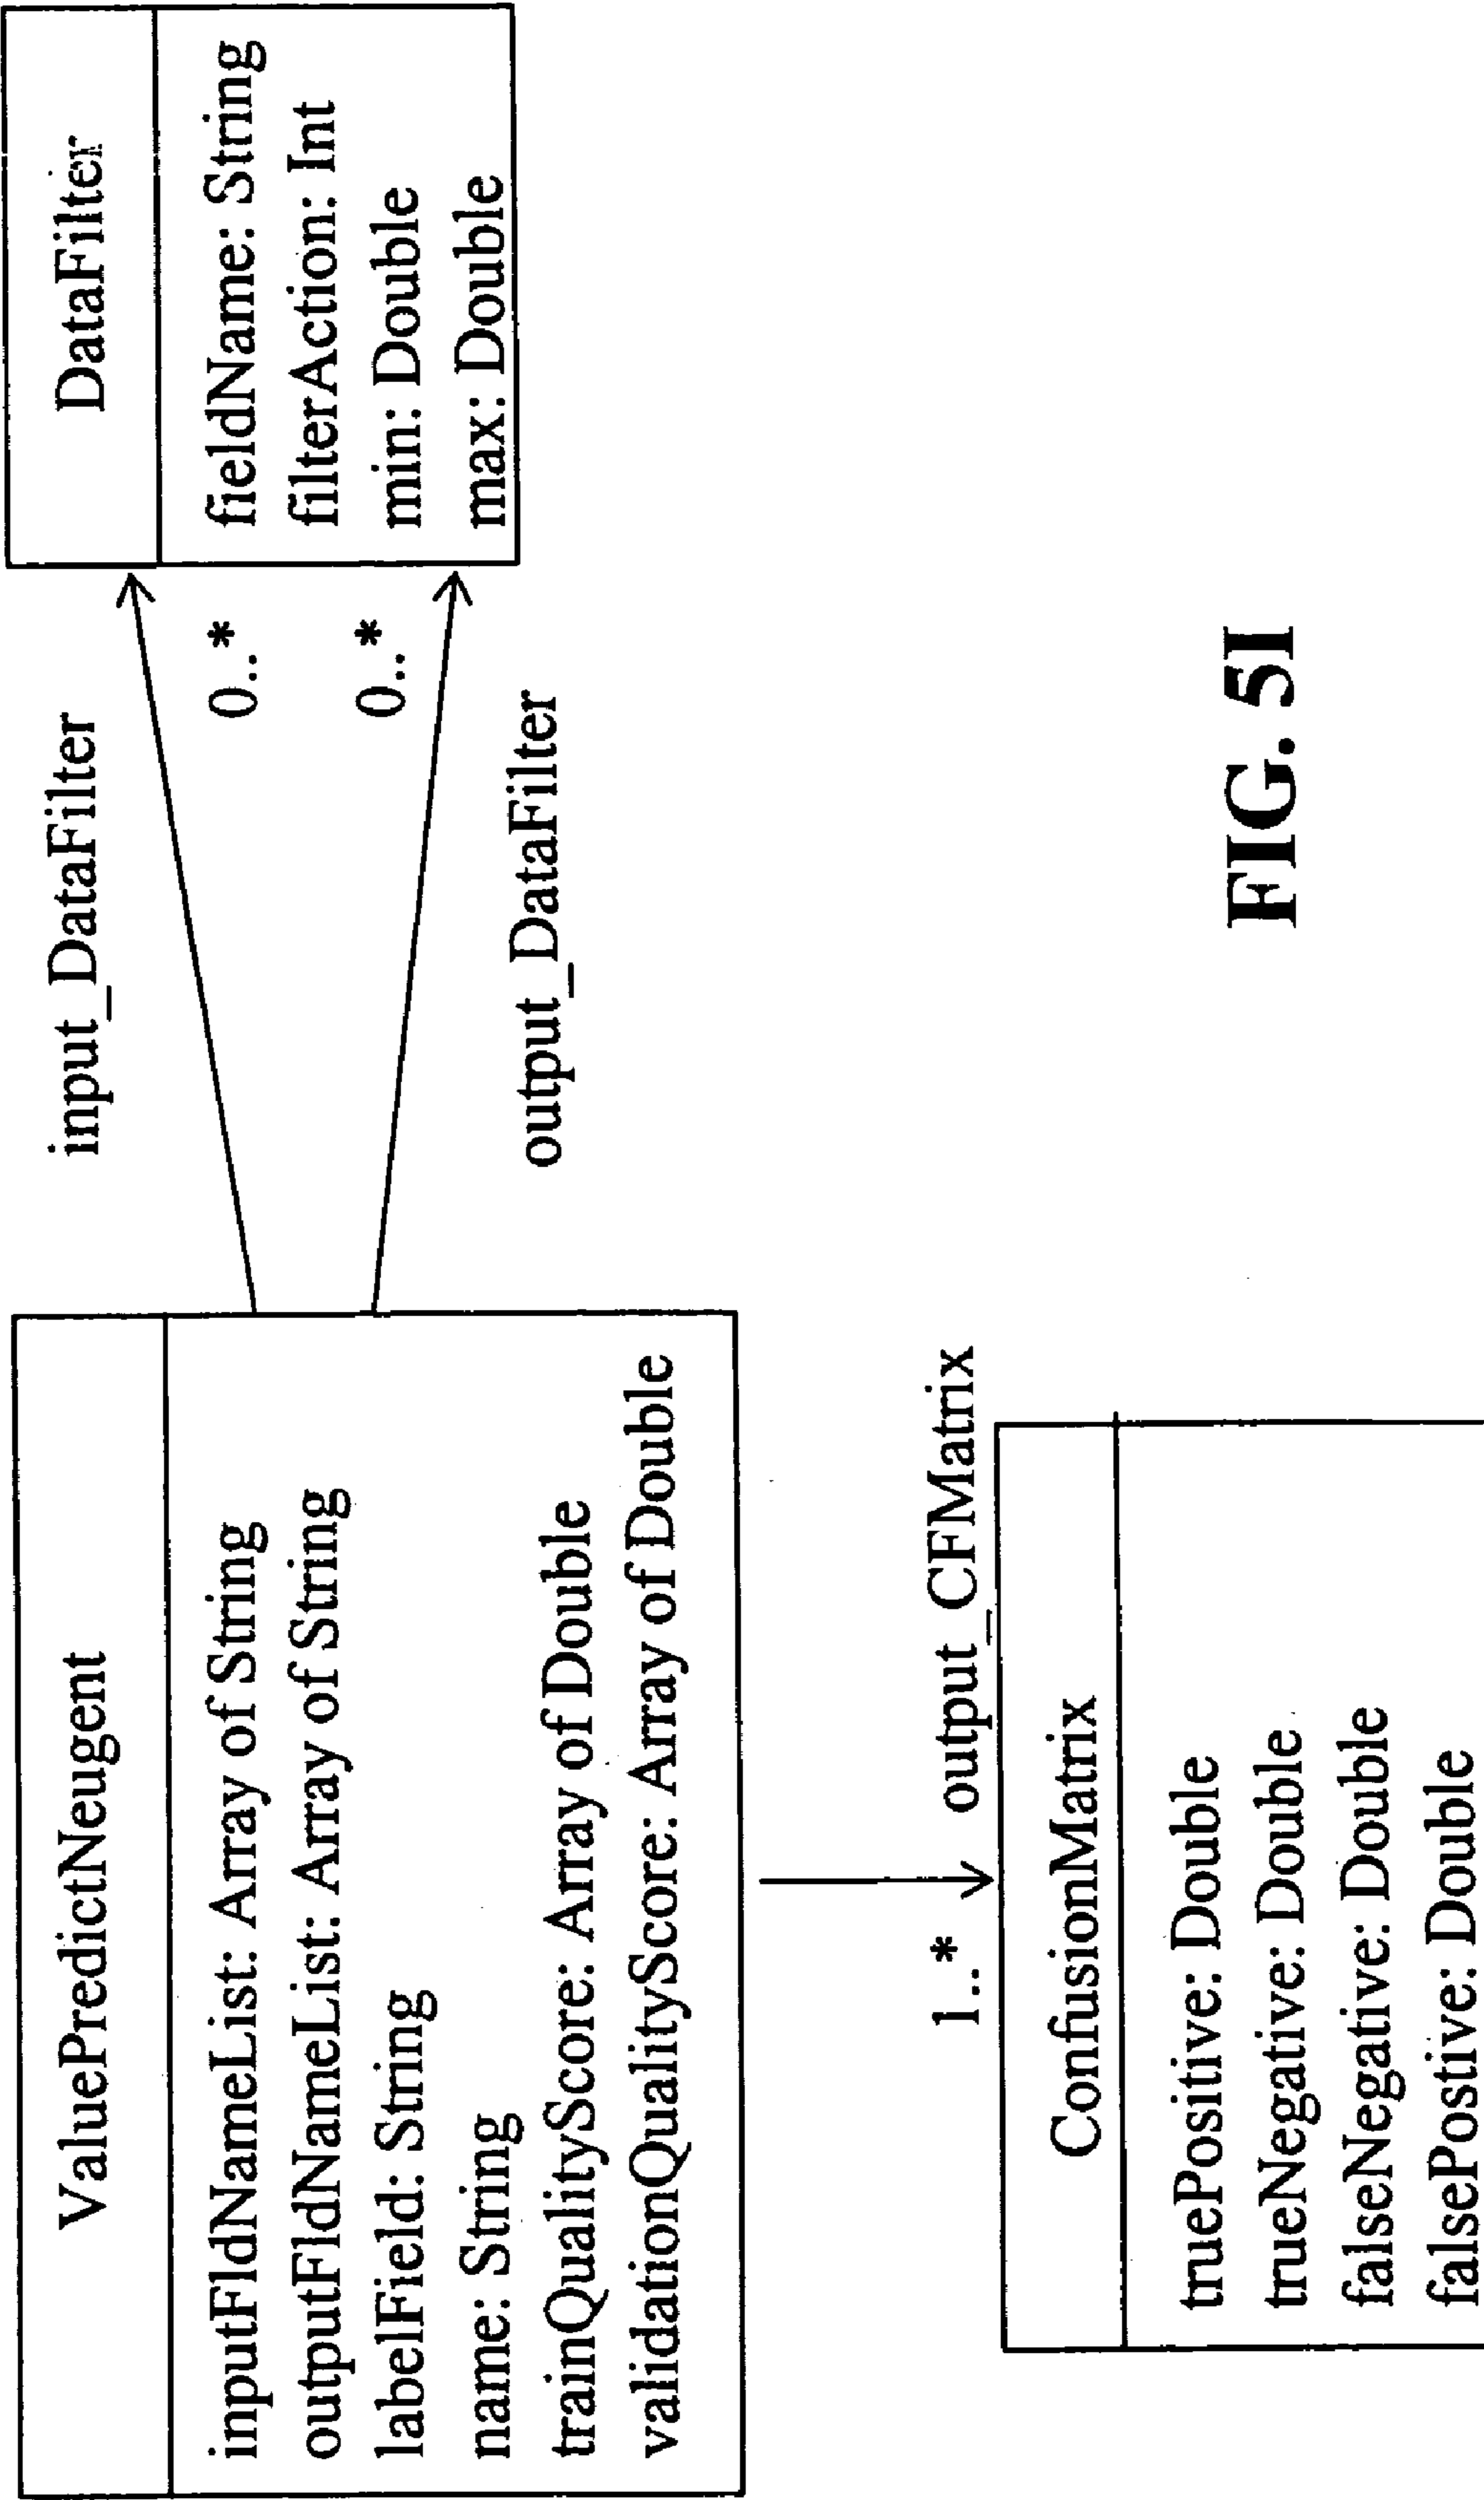 ValuePredictNeugent
inputFldNameList: Array of String
outputFldNameList: Array of String
labelField: String
name: String
trainQualityScore: Array of Double
validationQualityScore: Array of Double
input_DataFilter
0..*
0..*
output_DataFilter
DataFilter
fieldName: String
filterAction: Int
min: Double
max: Double
1..*
output_CFMatrix
ConfusionMatrix
truePositive: Double
trueNegative: Double
falseNegative: Double
falsePostive: Double
FIG. 5I